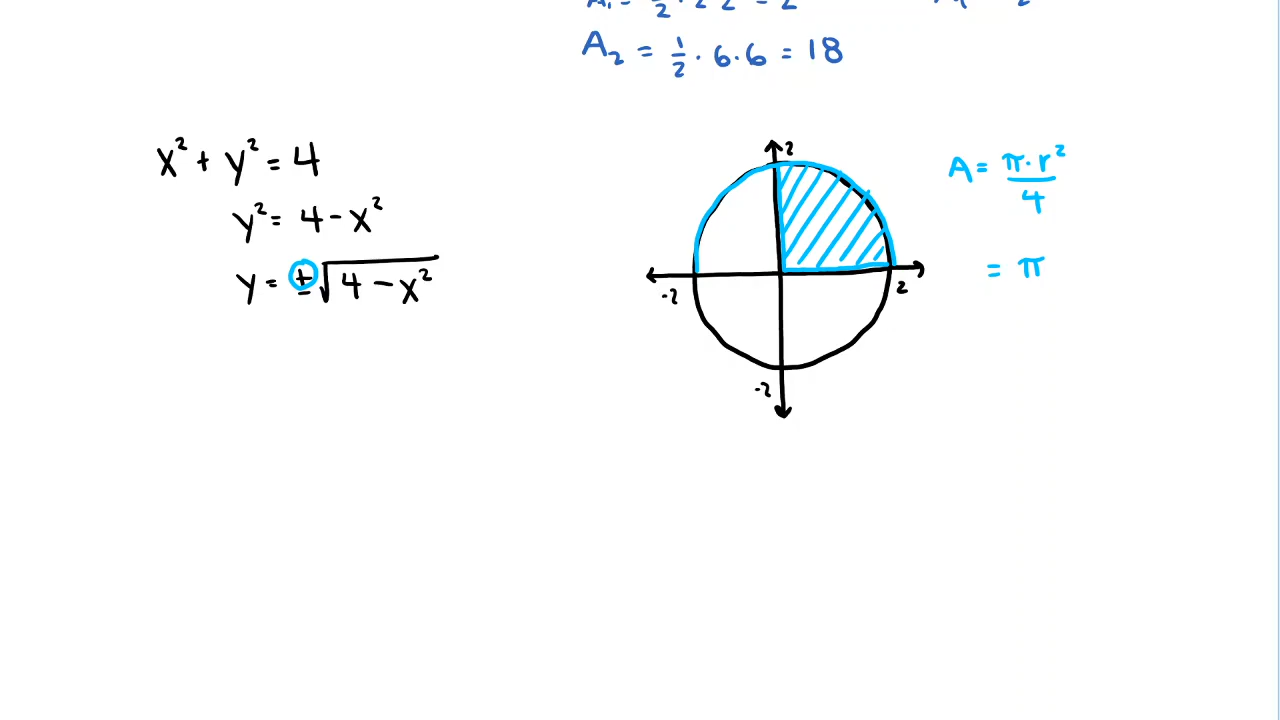 A₂ = 1/2 · 6 · 6 = 18
x² + y² = 4
y² = 4 - x²
y = ±√(4 - x²)
2
-2
2
-2
A = π · r² / 4
= π